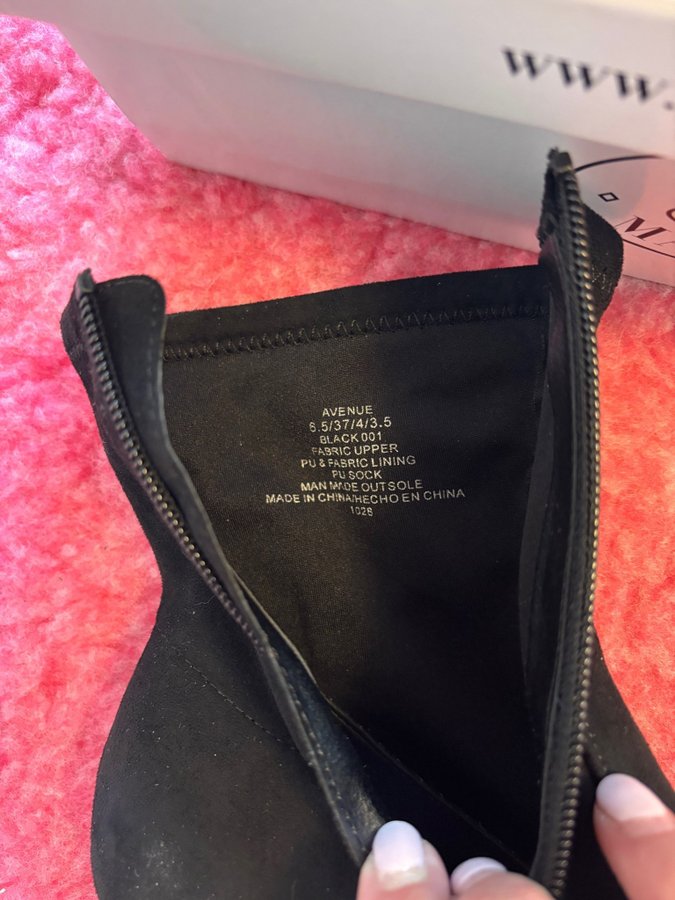 www.
AVENUE
6.5/37/4/3.5
BLACK 001
FABRIC UPPER
PU & FABRIC LINING
PU SOCK
MAN MADE OUTSOLE
MADE IN CHINA/HECHO EN CHINA
1028